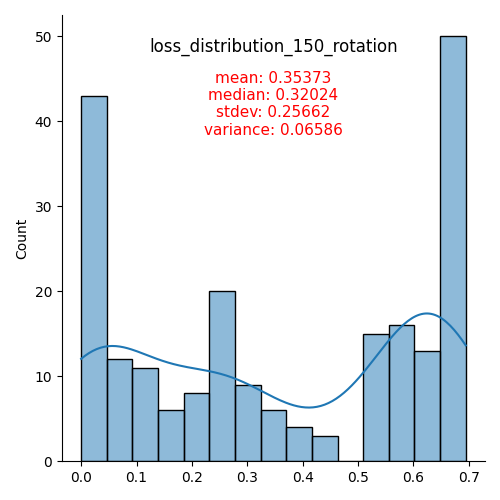 loss_distribution_150_rotation
mean: 0.35373
median: 0.32024
stdev: 0.25662
variance: 0.06586
50
40
30
20
10
0
Count
0.0 0.1 0.2 0.3 0.4 0.5 0.6 0.7